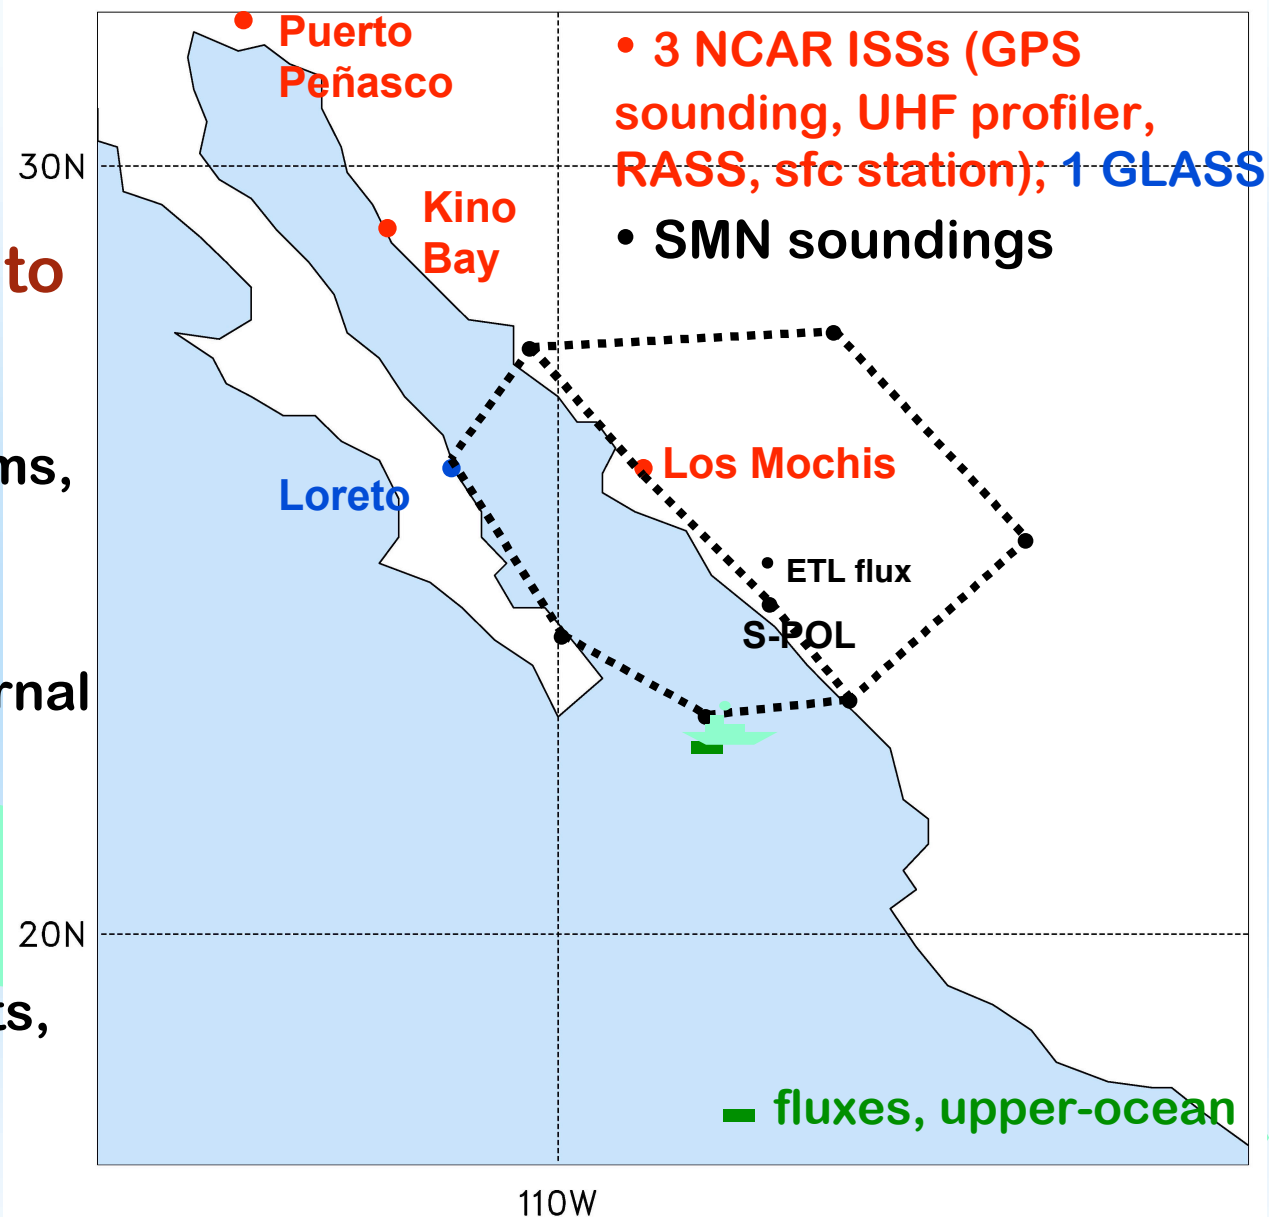 Puerto
Peñasco
• 3 NCAR ISSs (GPS
sounding, UHF profiler,
RASS, sfc station); 1 GLASS
30N
Kino
Bay
• SMN soundings
to
ms,
Los Mochis
Loreto
ETL flux
S-POL
rnal
20N
ts,
fluxes, upper-ocean
110W